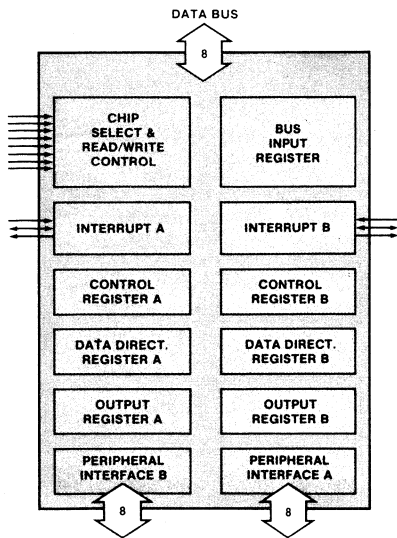 DATA BUS
8
CHIP
SELECT &
READ/WRITE
CONTROL
BUS
INPUT
REGISTER
INTERRUPT A
INTERRUPT B
CONTROL
REGISTER A
CONTROL
REGISTER B
DATA DIRECT.
REGISTER A
DATA DIRECT.
REGISTER B
OUTPUT
REGISTER A
OUTPUT
REGISTER B
PERIPHERAL
INTERFACE B
PERIPHERAL
INTERFACE A
8
8